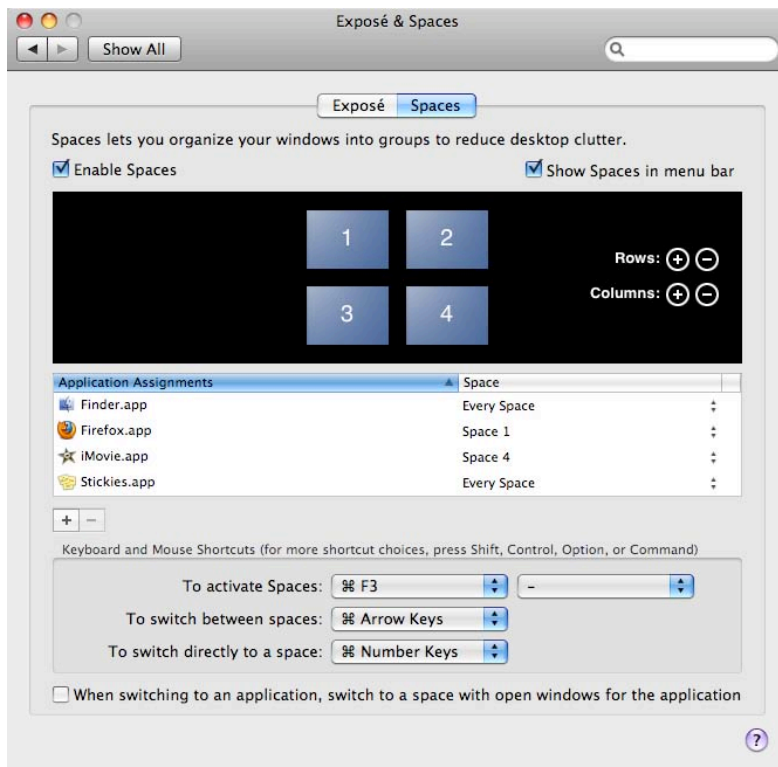 Exposé & Spaces
Show All
Exposé Spaces
Spaces lets you organize your windows into groups to reduce desktop clutter.
Enable Spaces Show Spaces in menu bar
1 2
Rows: + −
Columns: + −
3 4
Application Assignments Space
Finder.app Every Space
Firefox.app Space 1
iMovie.app Space 4
Stickies.app Every Space
+ −
Keyboard and Mouse Shortcuts (for more shortcut choices, press Shift, Control, Option, or Command)
To activate Spaces: ⌘ F3 –
To switch between spaces: ⌘ Arrow Keys
To switch directly to a space: ⌘ Number Keys
When switching to an application, switch to a space with open windows for the application
?